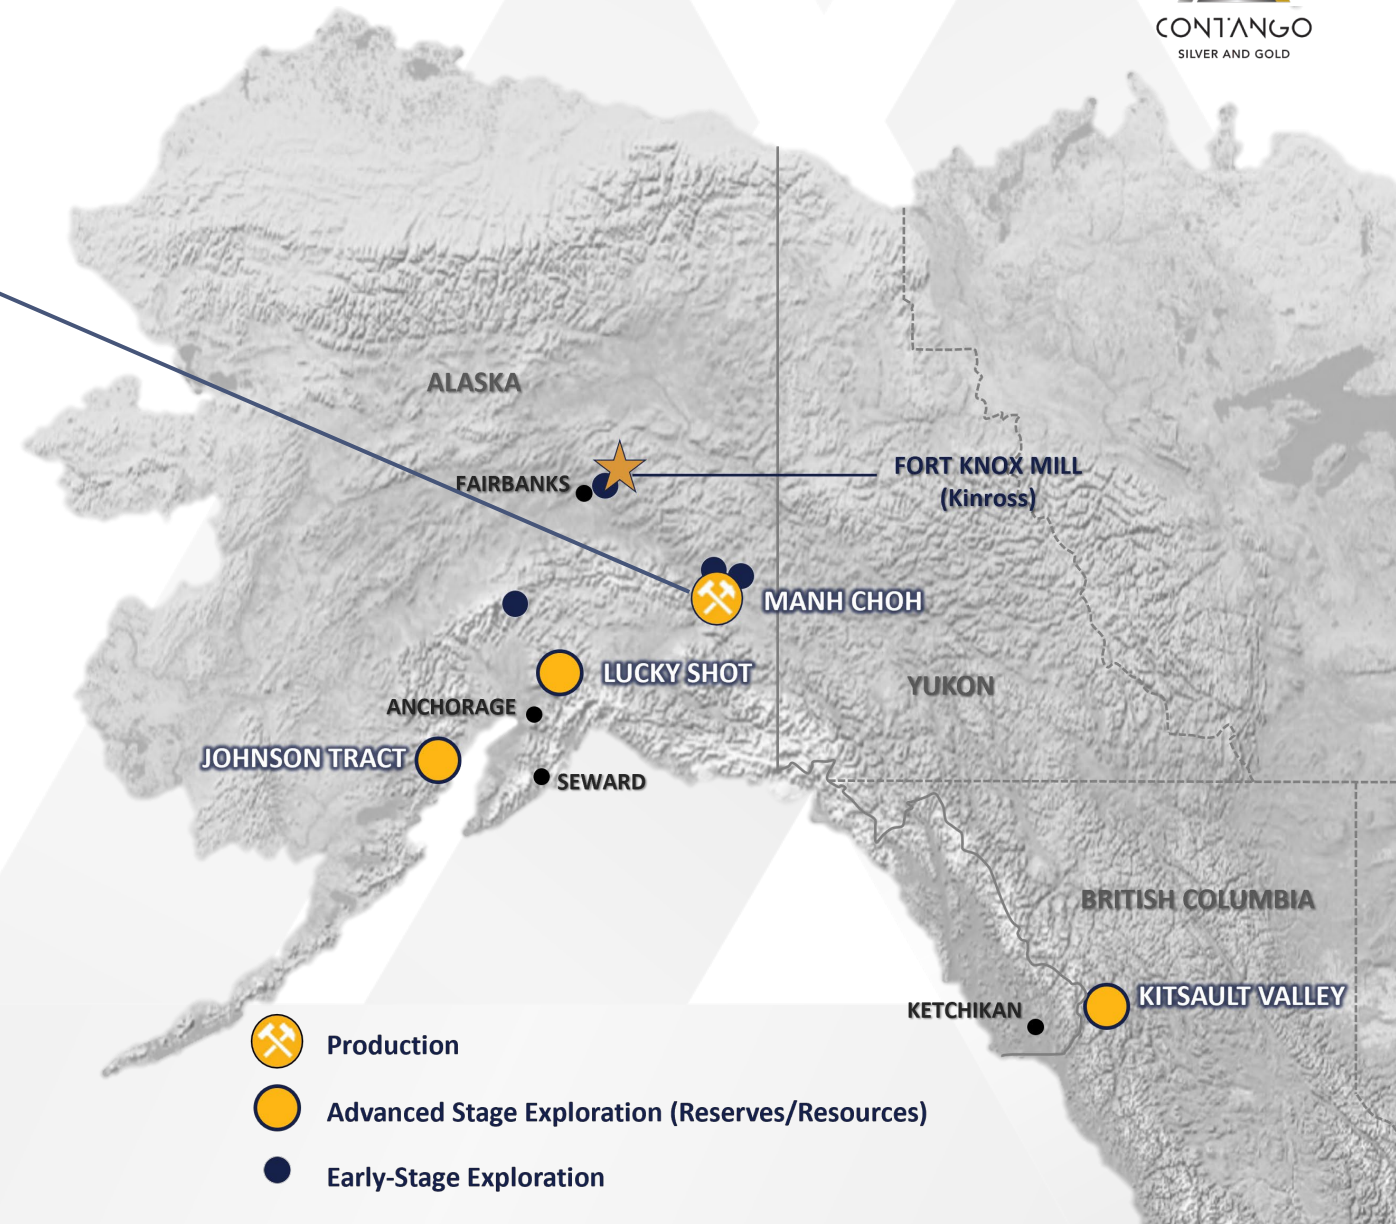 CONTANGO
SILVER AND GOLD
ALASKA
FAIRBANKS
FORT KNOX MILL
(Kinross)
MANH CHOH
LUCKY SHOT
YUKON
ANCHORAGE
JOHNSON TRACT
SEWARD
BRITISH COLUMBIA
KITSAULT VALLEY
KETCHIKAN
Production
Advanced Stage Exploration (Reserves/Resources)
Early-Stage Exploration